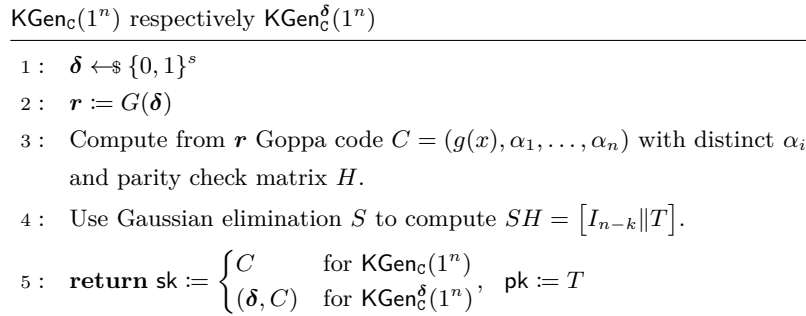 KGen_C(1^n) respectively KGen_C^δ(1^n)
1 : δ ←$ {0, 1}^s
2 : r := G(δ)
3 : Compute from r Goppa code C = (g(x), α_1, . . . , α_n) with distinct α_i
and parity check matrix H.
4 : Use Gaussian elimination S to compute SH = [I_{n−k}∥T].
5 : return sk := { C for KGen_C(1^n)
(δ, C) for KGen_C^δ(1^n) , pk := T